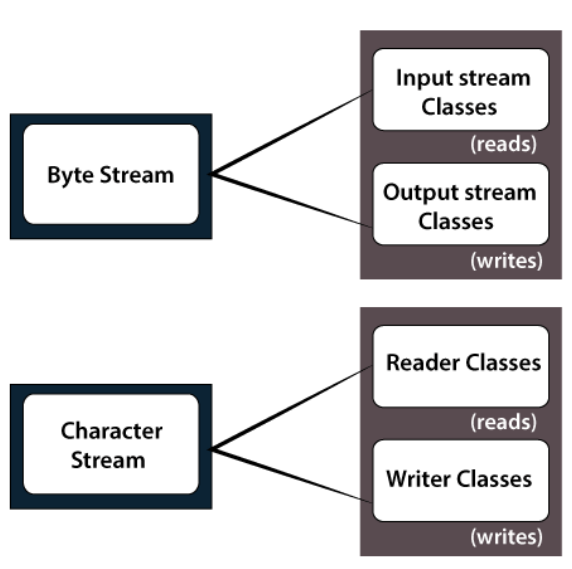 Byte Stream
Input stream
Classes
(reads)
Output stream
Classes
(writes)
Character
Stream
Reader Classes
(reads)
Writer Classes
(writes)